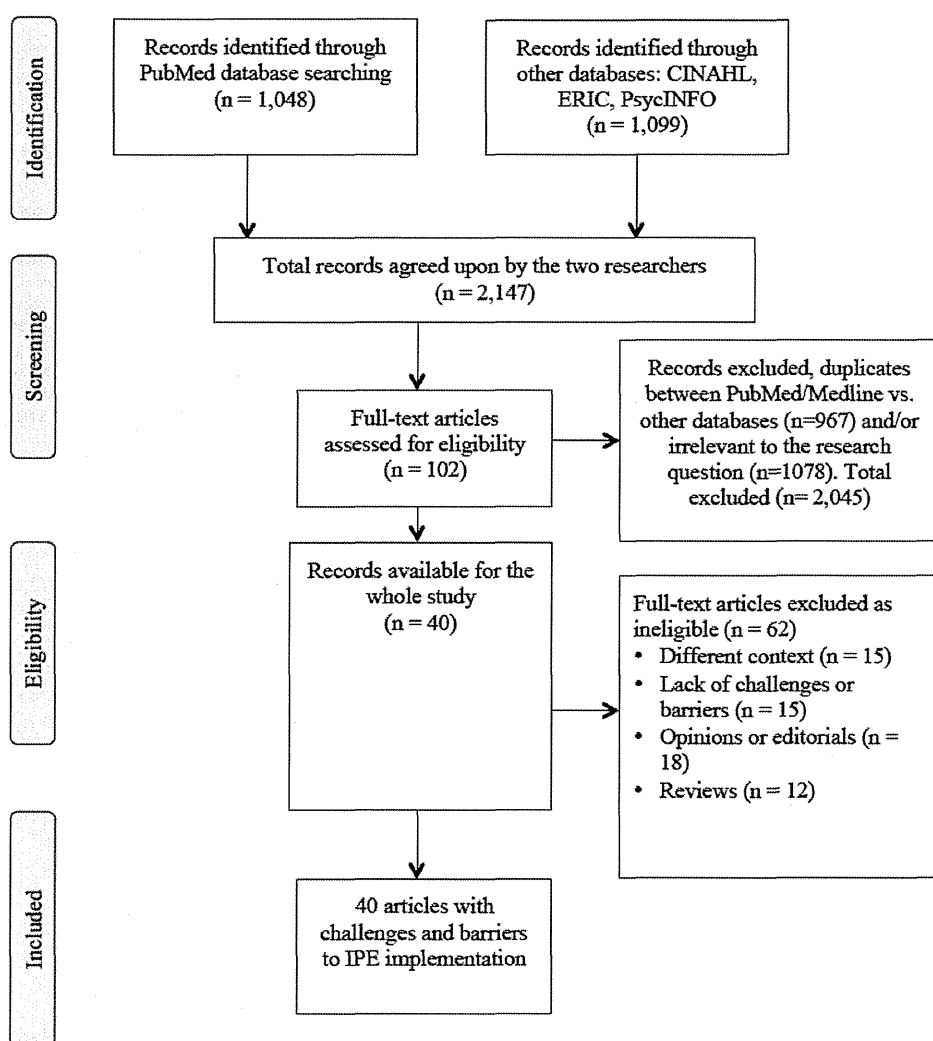 Identification
Records identified through
PubMed database searching
(n = 1,048)
Records identified through
other databases: CINAHL,
ERIC, PsycINFO
(n = 1,099)
Screening
Total records agreed upon by the two researchers
(n = 2,147)
Full-text articles
assessed for eligibility
(n = 102)
Records excluded, duplicates
between PubMed/Medline vs.
other databases (n=967) and/or
irrelevant to the research
question (n=1078). Total
excluded (n= 2,045)
Eligibility
Records available for the
whole study
(n = 40)
Full-text articles excluded as
ineligible (n = 62)
• Different context (n = 15)
• Lack of challenges or
barriers (n = 15)
• Opinions or editorials (n =
18)
• Reviews (n = 12)
Included
40 articles with
challenges and barriers
to IPE implementation